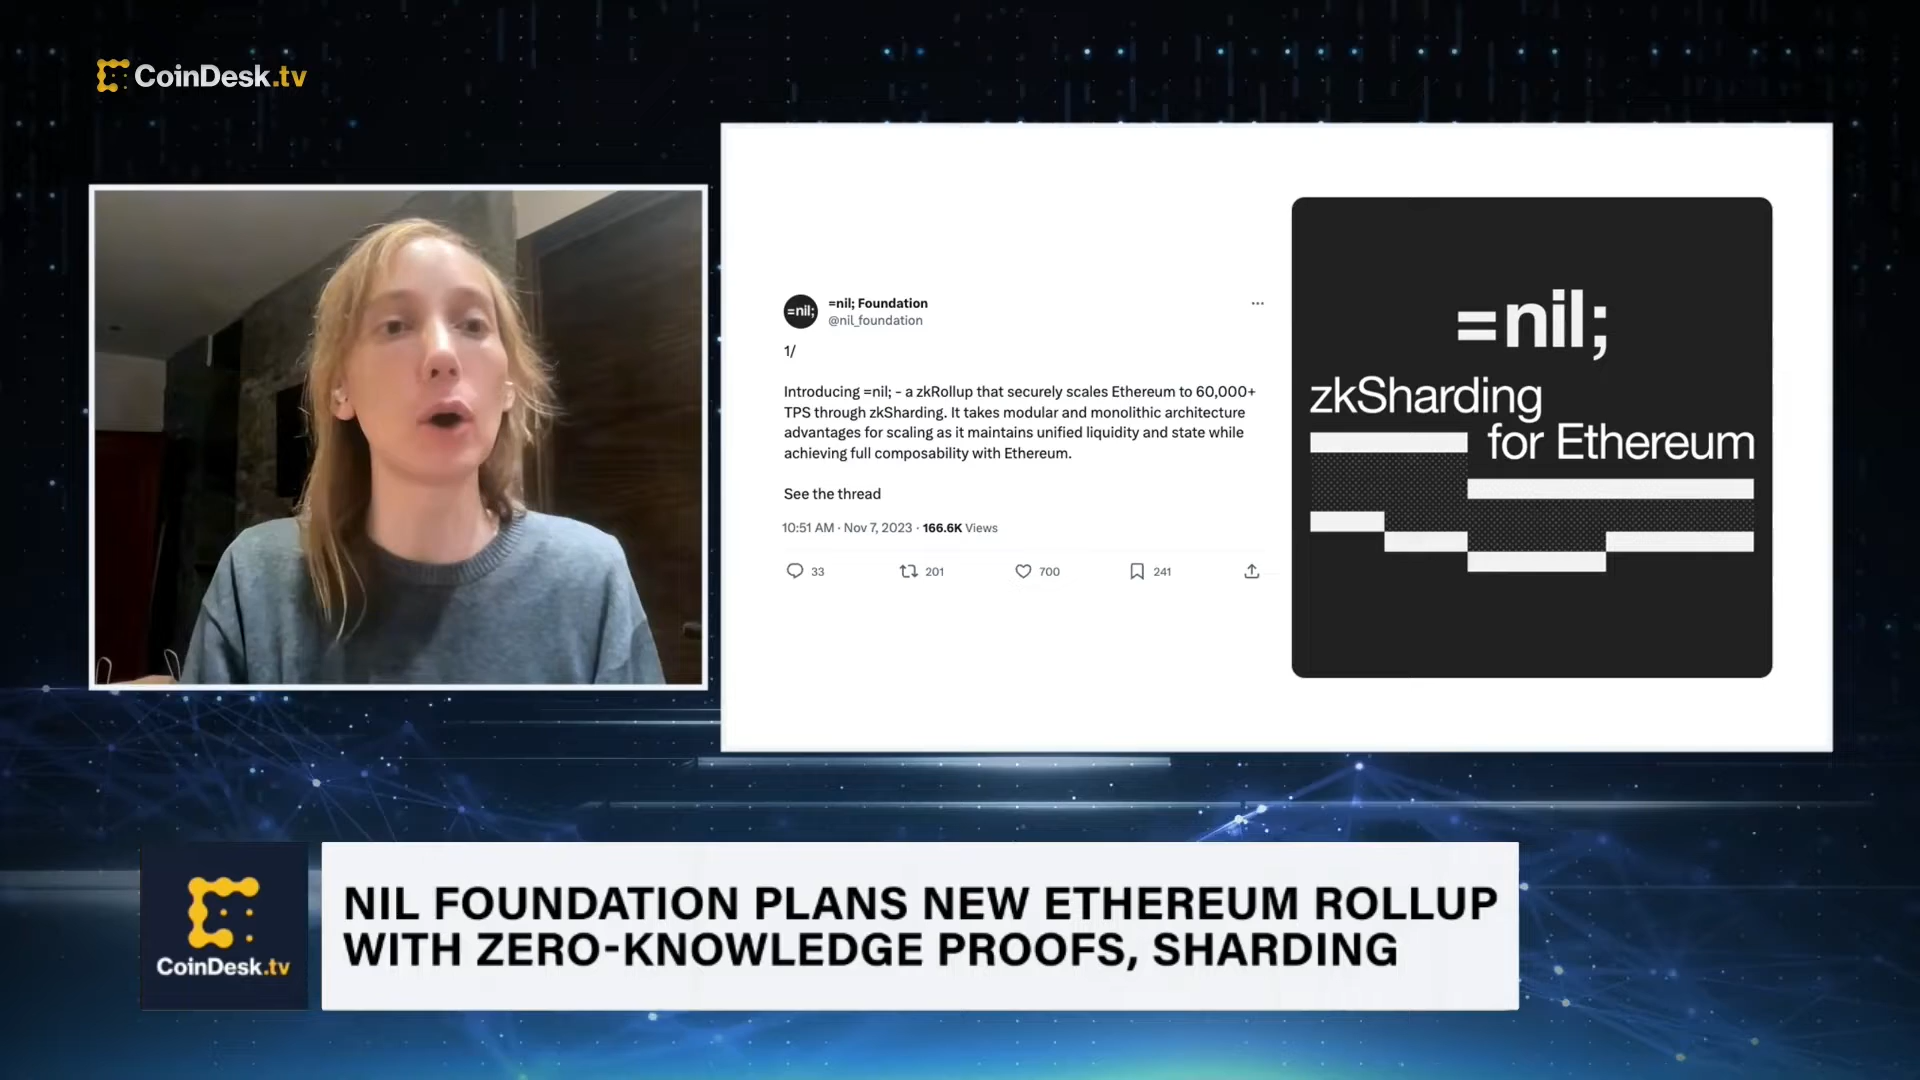 CoinDesk.tv
=nil;
=nil; Foundation
@nil_foundation
1/
Introducing =nil; - a zkRollup that securely scales Ethereum to 60,000+
TPS through zkSharding. It takes modular and monolithic architecture
advantages for scaling as it maintains unified liquidity and state while
achieving full composability with Ethereum.
See the thread
10:51 AM · Nov 7, 2023 · 166.6K Views
33 201 700 241
=nil;
zkSharding
for Ethereum
CoinDesk.tv
NIL FOUNDATION PLANS NEW ETHEREUM ROLLUP
WITH ZERO-KNOWLEDGE PROOFS, SHARDING